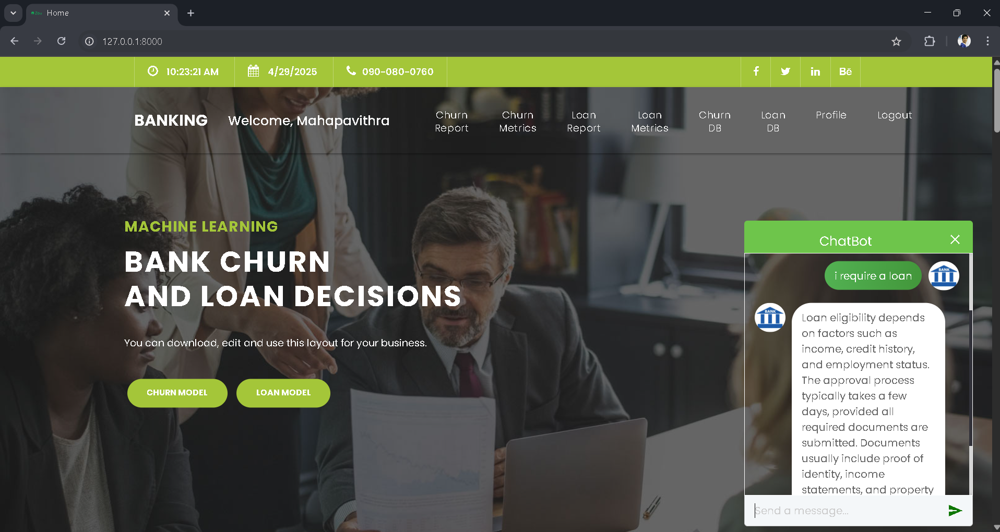 Home
127.0.0.1:8000
10:23:21 AM
4/29/2025
090-080-0760
Bē
BANKING
Welcome, Mahapavithra
Churn
Report
Churn
Metrics
Loan
Report
Loan
Metrics
Churn
DB
Loan
DB
Profile
Logout
MACHINE LEARNING
BANK CHURN
AND LOAN DECISIONS
You can download, edit and use this layout for your business.
CHURN MODEL
LOAN MODEL
ChatBot
i require a loan
BANK
BANK
Loan eligibility depends
on factors such as
income, credit history,
and employment status.
The approval process
typically takes a few
days, provided all
required documents are
submitted. Documents
usually include proof of
identity, income
statements, and property
Send a message...